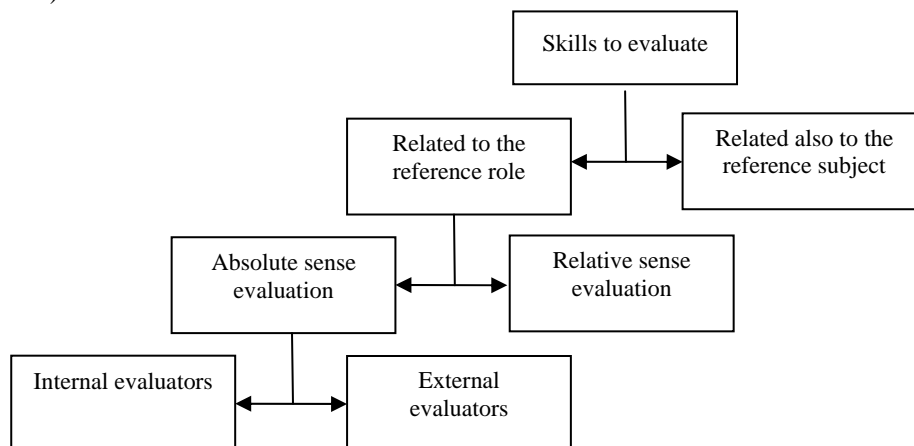 )
Skills to evaluate
Related to the
reference role
Related also to the
reference subject
Absolute sense
evaluation
Relative sense
evaluation
Internal evaluators
External
evaluators